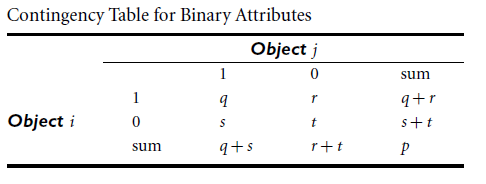 Contingency Table for Binary Attributes
Object j
1 0 sum
1 q r q+r
Object i 0 s t s+t
sum q+s r+t p